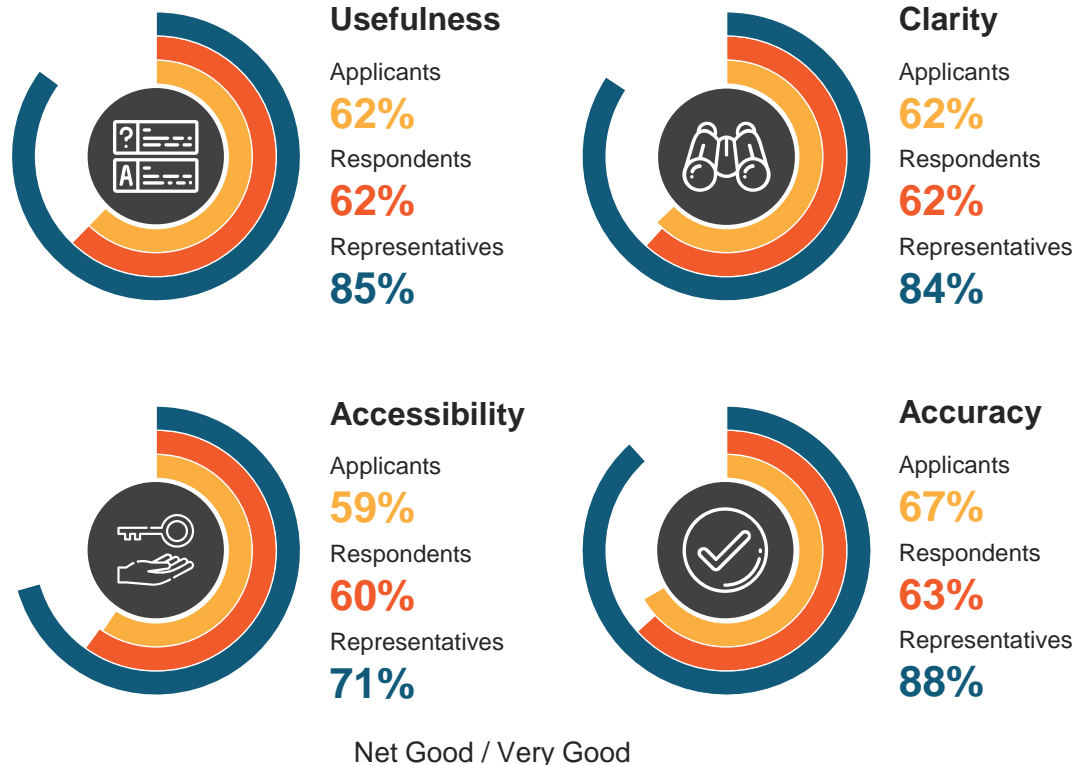 Usefulness
Applicants
62%
Respondents
62%
Representatives
85%
Clarity
Applicants
62%
Respondents
62%
Representatives
84%
? 
A
Accessibility
Applicants
59%
Respondents
60%
Representatives
71%
Accuracy
Applicants
67%
Respondents
63%
Representatives
88%
Net Good / Very Good